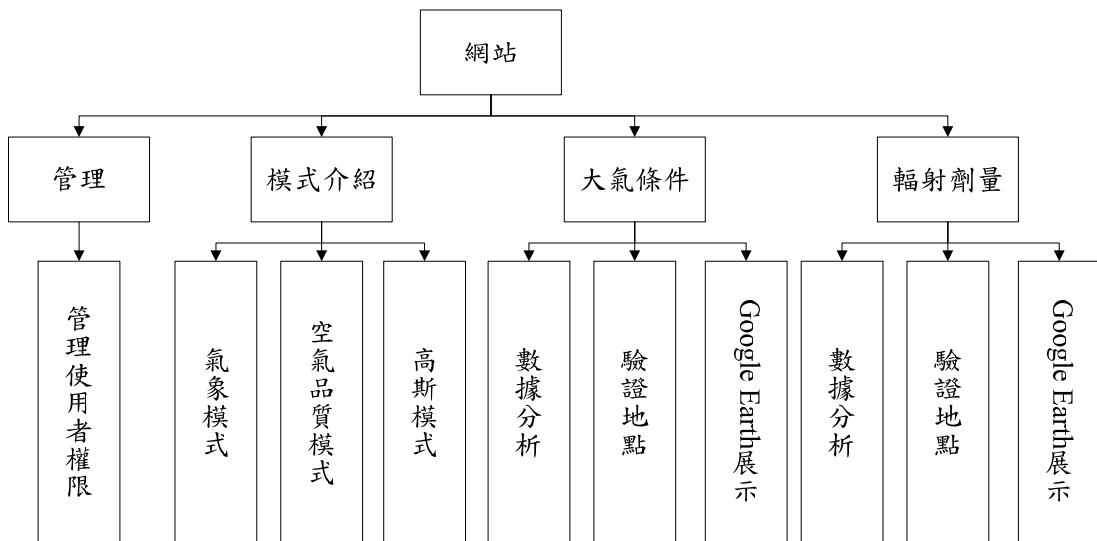 網站
管理
模式介紹
大氣條件
輻射劑量
管理使用者權限
氣象模式
空氣品質模式
高斯模式
數據分析
驗證地點
Google Earth展示
數據分析
驗證地點
Google Earth展示